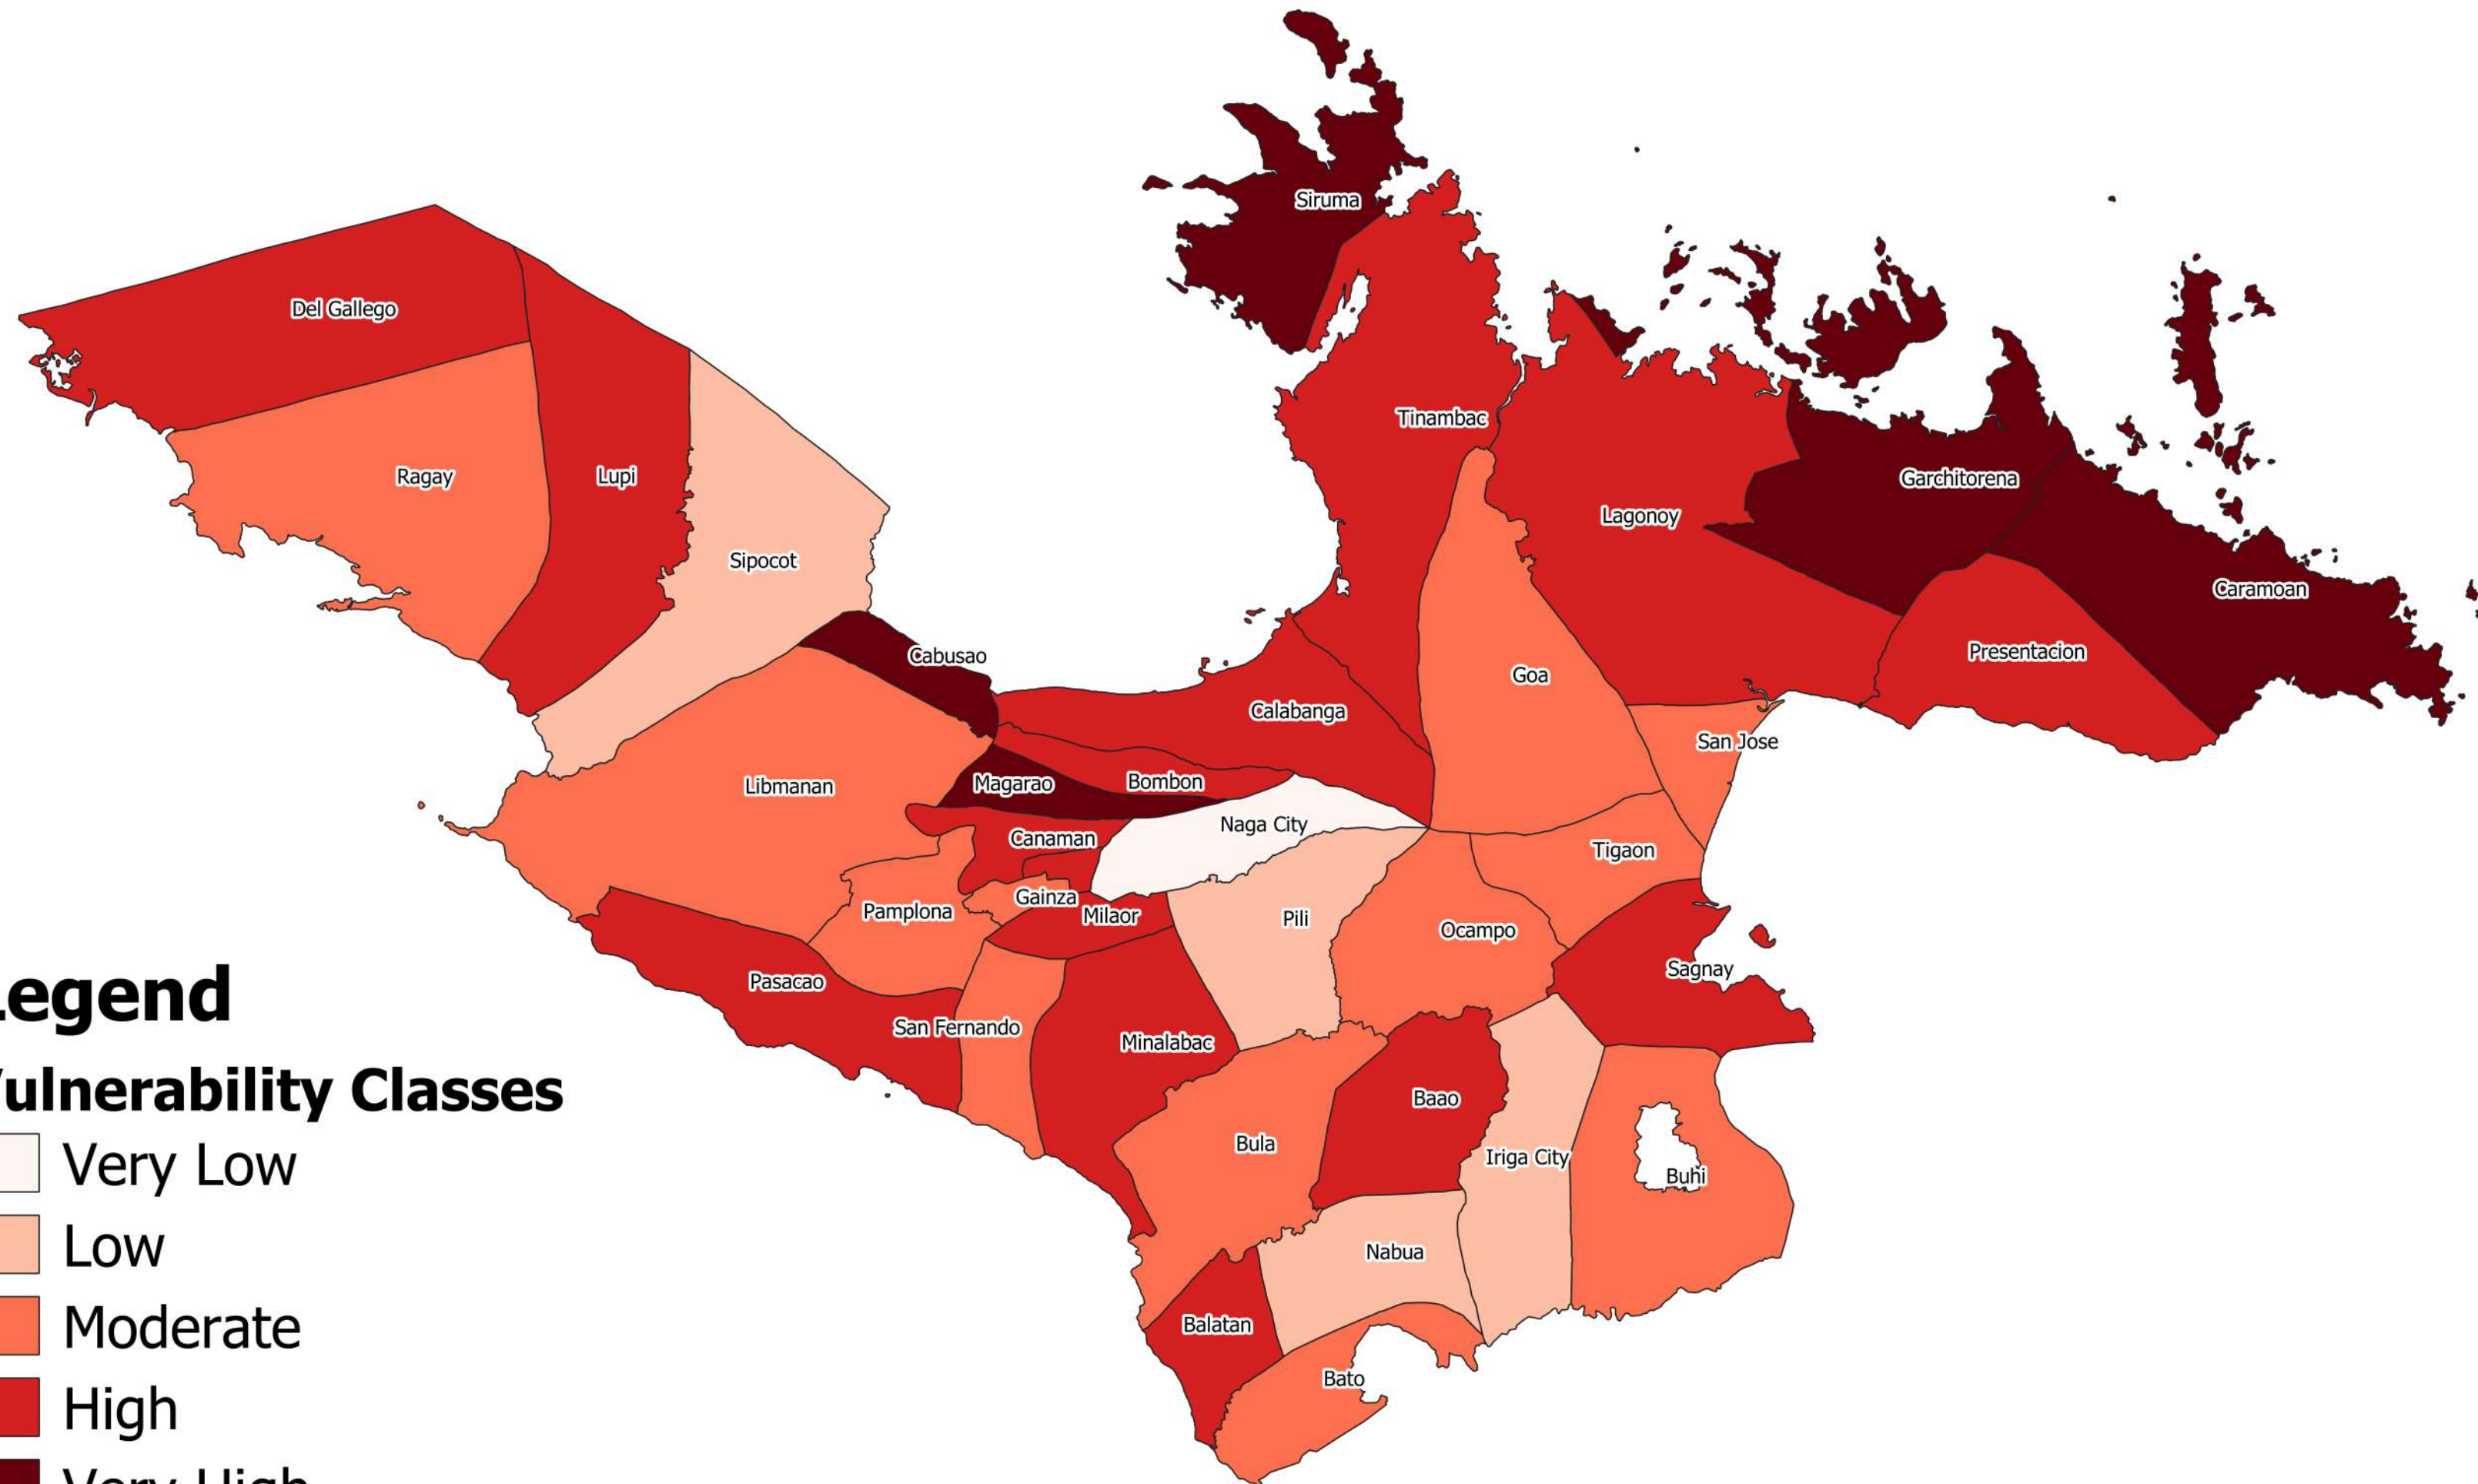 Siruma
Del Gallego
Tinambac
Ragay
Lupi
Garchitorena
Lagonoy
Sipocot
Caramoan
Cabusao
Presentacion
Goa
Calabanga
San Jose
Libmanan
Magarao
Bombon
Naga City
Canaman
Tigaon
Gainza
Pamplona
Milaor
Pili
Ocampo
Sagnay
Pasacao
San Fernando
Minalabac
Baao
Bula
Iriga City
Buhi
Nabua
Balatan
Bato
Legend
Vulnerability Classes
Very Low
Low
Moderate
High
Very High